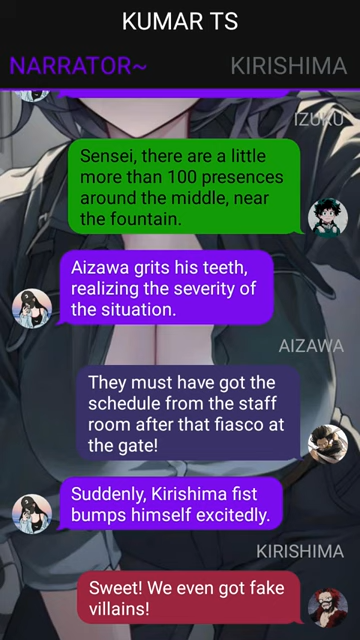 KUMAR TS
NARRATOR~ KIRISHIMA
IZUKU
Sensei, there are a little
more than 100 presences
around the middle, near
the fountain.
Aizawa grits his teeth,
realizing the severity of
the situation.
AIZAWA
They must have got the
schedule from the staff
room after that fiasco at
the gate!
Suddenly, Kirishima fist
bumps himself excitedly.
KIRISHIMA
Sweet! We even got fake
villains!